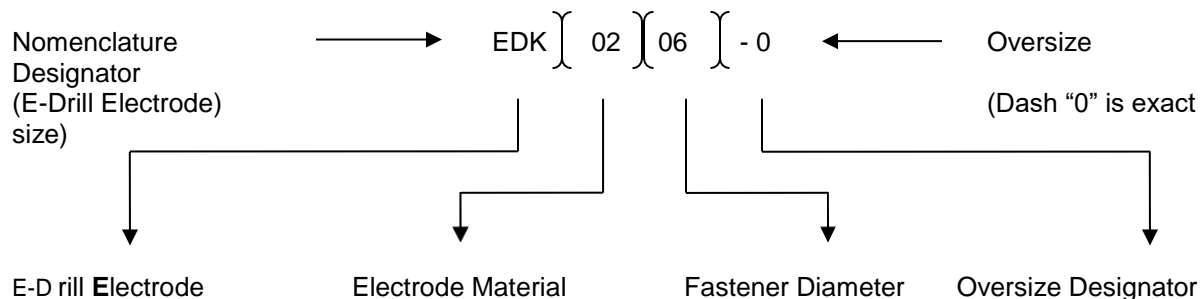 Nomenclature EDK 02 06 - 0 Oversize
Designator
(E-Drill Electrode) (Dash “0” is exact
size)
E-D rill Electrode Electrode Material Fastener Diameter Oversize Designator